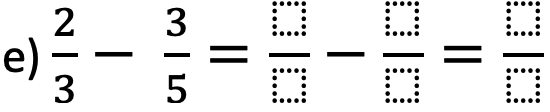 e) 2/3 − 3/5 = □/□ − □/□ = □/□